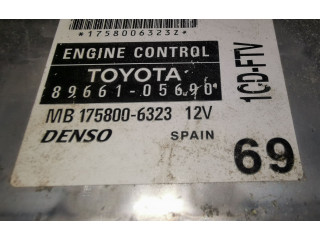 *17580063232*
ENGINE CONTROL
TOYOTA
89661-05690
MB 175800-6323 12V
DENSO SPAIN
1CD-FTV
69